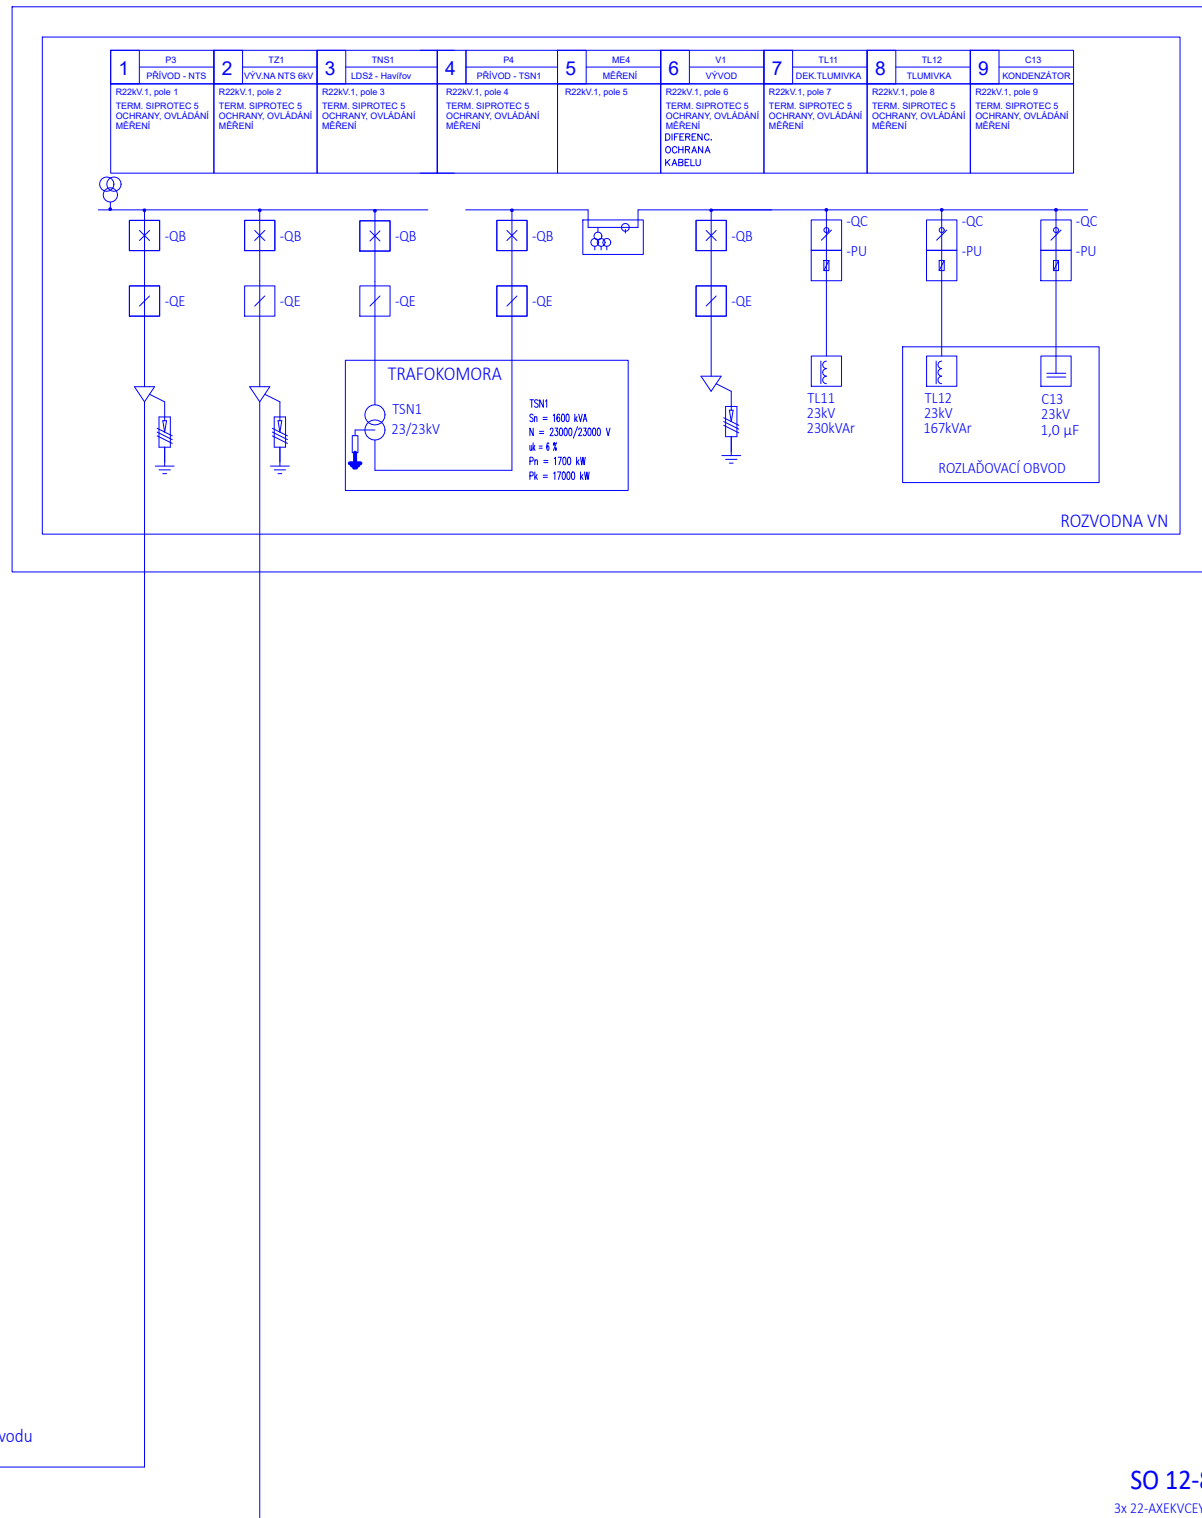 1 P3 PŘÍVOD - NTS
R22kV.1, pole 1
TERM. SIPROTEC 5
OCHRANY, OVLÁDÁNÍ
MĚŘENÍ
2 TZ1 VÝV.NA NTS 6kV
R22kV.1, pole 2
TERM. SIPROTEC 5
OCHRANY, OVLÁDÁNÍ
MĚŘENÍ
3 TNS1 LDSž - Havířov
R22kV.1, pole 3
TERM. SIPROTEC 5
OCHRANY, OVLÁDÁNÍ
MĚŘENÍ
4 P4 PŘÍVOD - TSN1
R22kV.1, pole 4
TERM. SIPROTEC 5
OCHRANY, OVLÁDÁNÍ
MĚŘENÍ
5 ME4 MĚŘENÍ
R22kV.1, pole 5
6 V1 VÝVOD
R22kV.1, pole 6
TERM. SIPROTEC 5
OCHRANY, OVLÁDÁNÍ
MĚŘENÍ
DIFERENC.
OCHRANA
KABELU
7 TL11 DEK.TLUMIVKA
R22kV.1, pole 7
TERM. SIPROTEC 5
OCHRANY, OVLÁDÁNÍ
MĚŘENÍ
8 TL12 TLUMIVKA
R22kV.1, pole 8
TERM. SIPROTEC 5
OCHRANY, OVLÁDÁNÍ
MĚŘENÍ
9 C13 KONDENZÁTOR
R22kV.1, pole 9
TERM. SIPROTEC 5
OCHRANY, OVLÁDÁNÍ
MĚŘENÍ
-QB -QB -QB -QB -QB
-QC -QC -QC
-PU -PU -PU
-QE -QE -QE -QE -QE
TRAFOKOMORA
TSN1
23/23kV
TSN1
Sn = 1600 kVA
N = 23000/23000 V
uk = 6 %
Pn = 1700 kW
Pk = 17000 kW
TL11
23kV
230kVAr
TL12
23kV
167kVAr
C13
23kV
1,0 µF
ROZLAĎOVACÍ OBVOD
ROZVODNA VN
vodu
SO 12-8
3x 22-AXEKVCEY